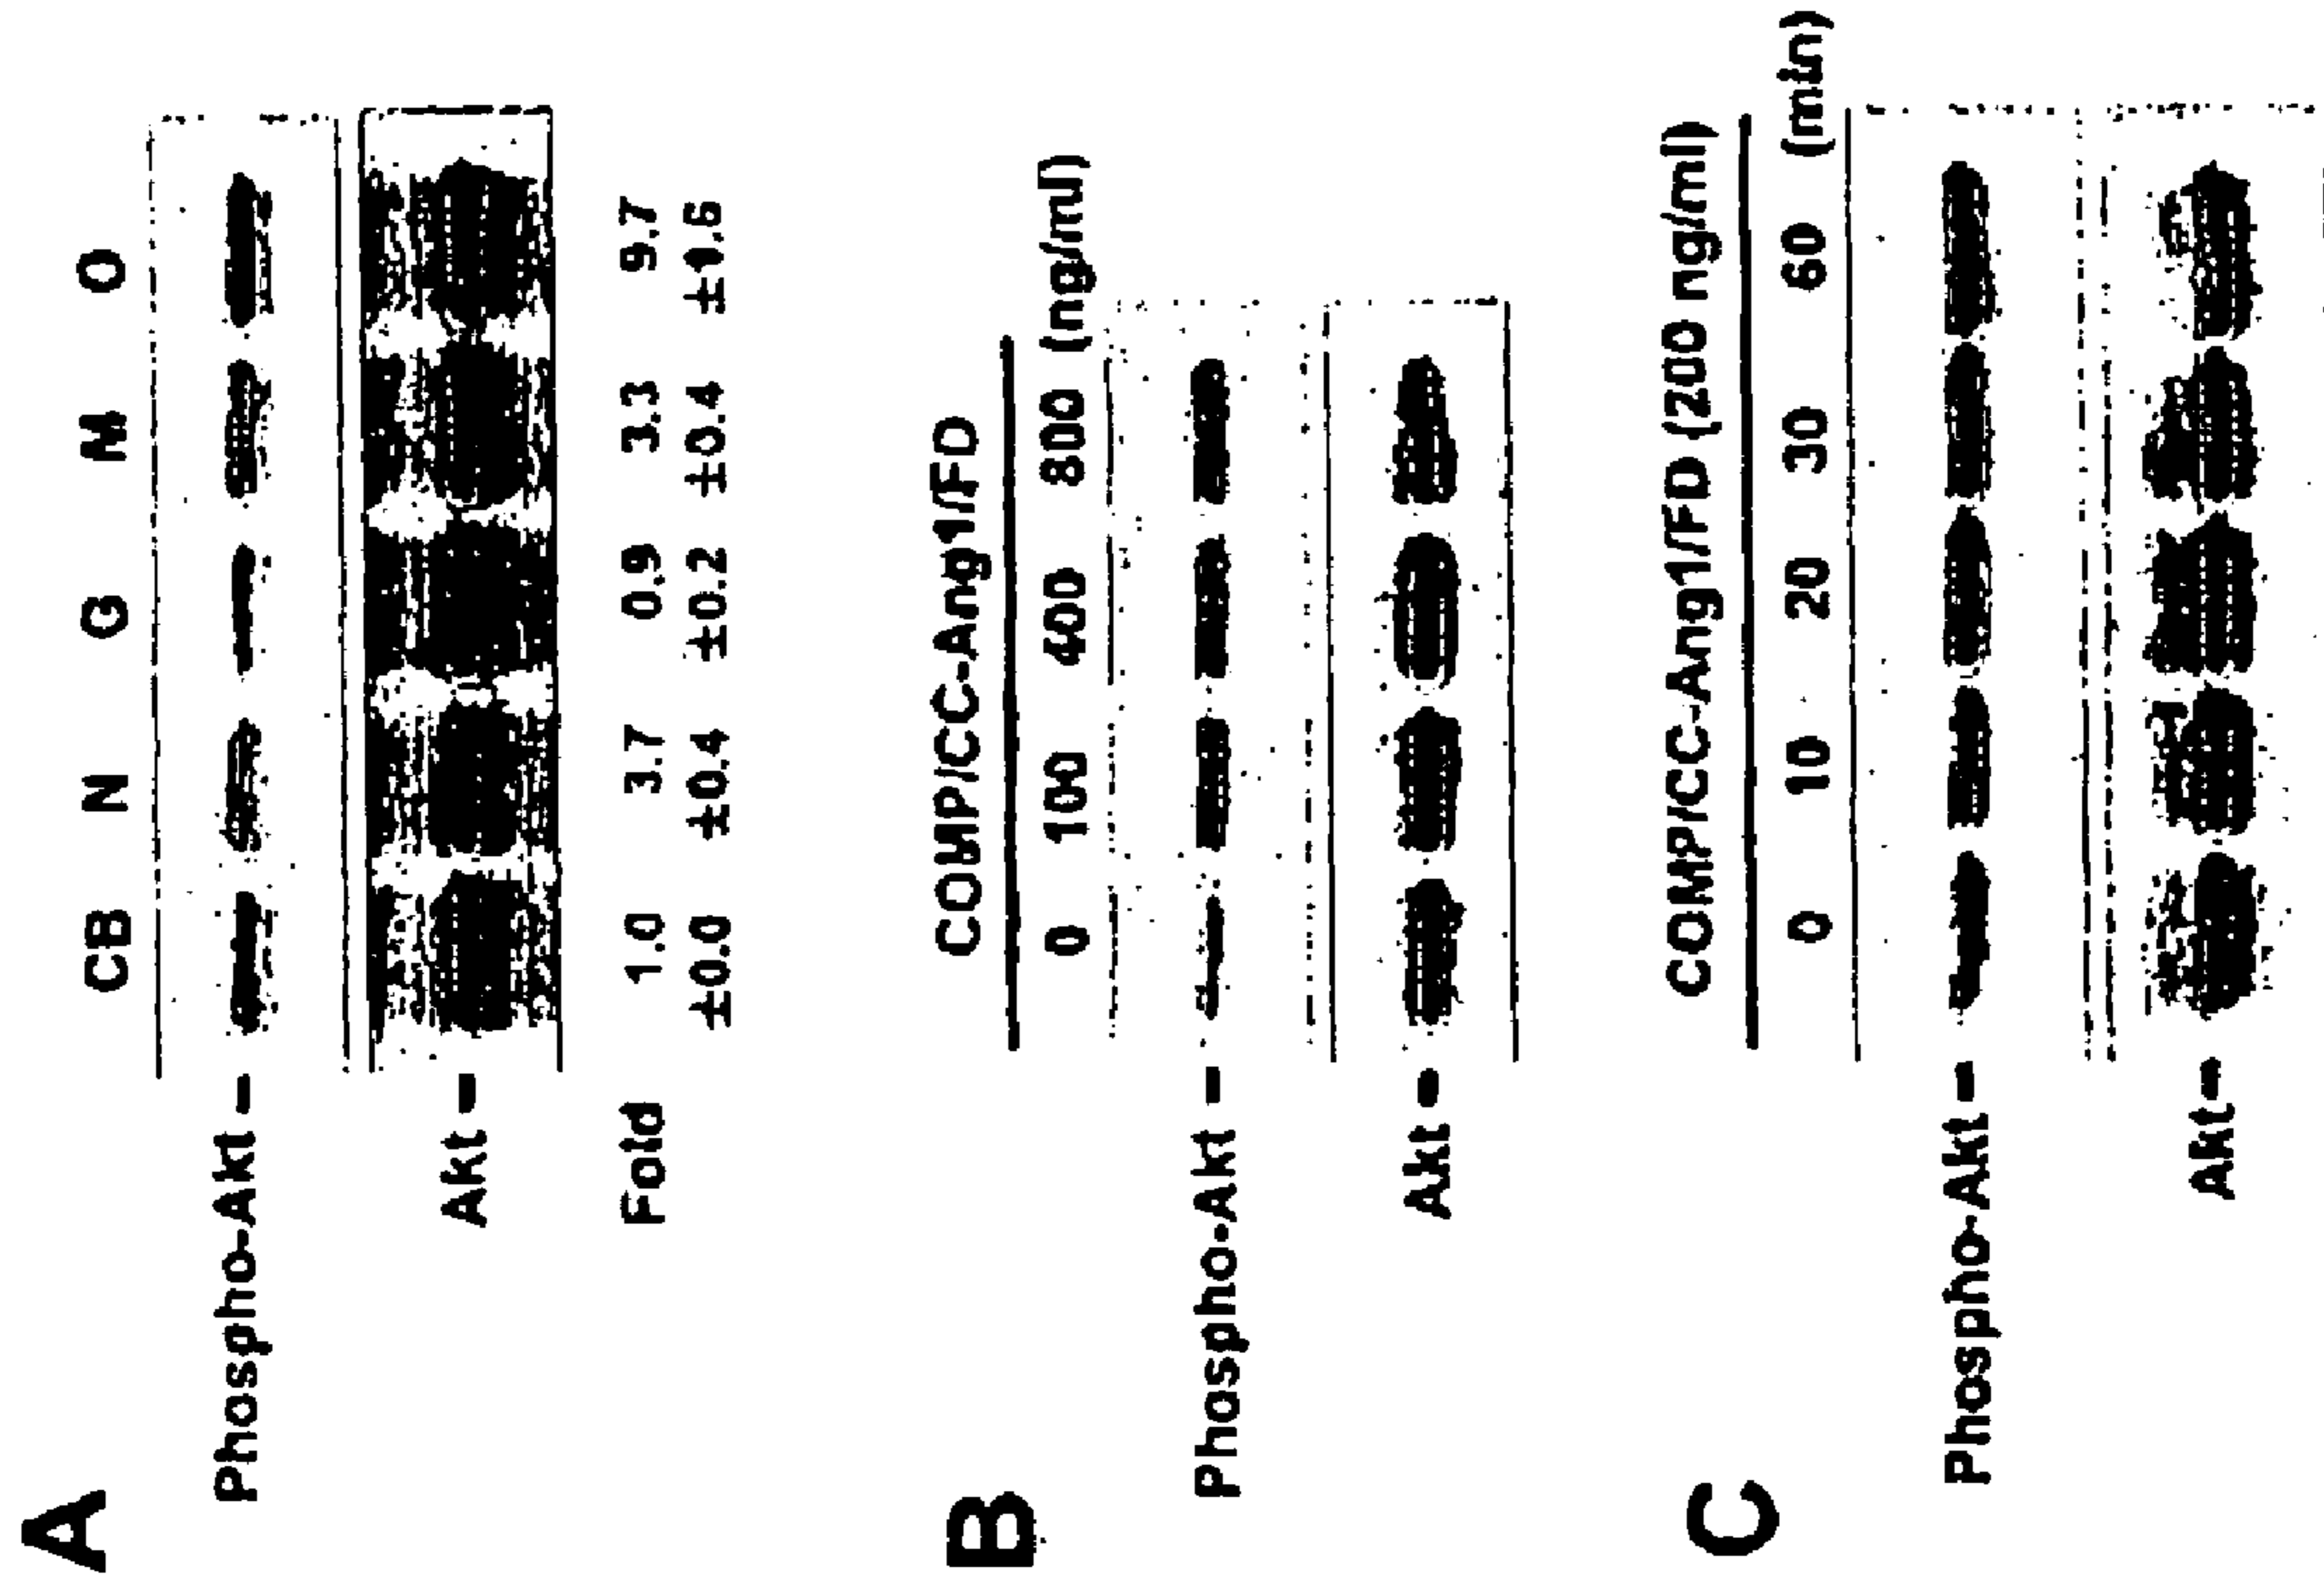 A
CB N G M O
Phospho-Akt
Akt
Fold 1.0 3.7 0.9 3.3 9.7
±0.0 ±0.4 ±0.2 ±0.4 ±1.6
B
COMP/CC-Ang1/FD
0 100 400 800 (ng/ml)
Phospho-Akt
Akt
C
COMP/CC-Ang1/FD (200 ng/ml)
0 10 20 30 60 (min)
Phospho-Akt
Akt